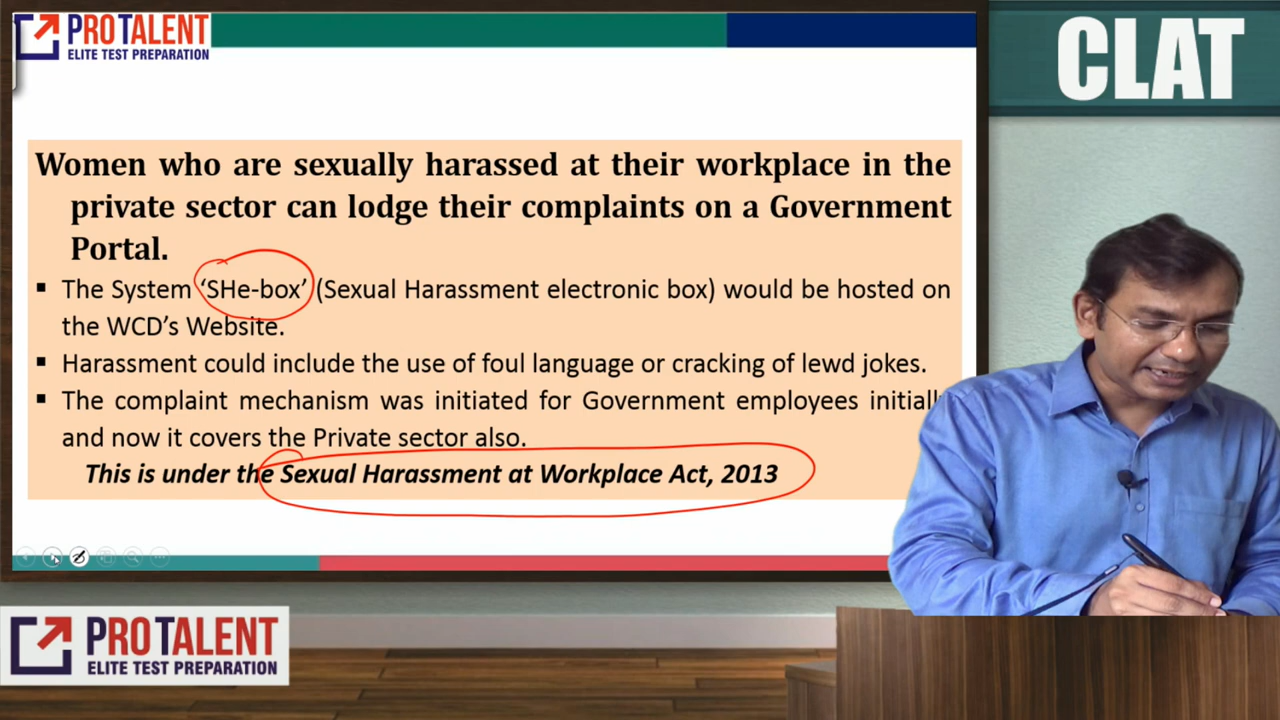 PROTALENT
ELITE TEST PREPARATION
CLAT
Women who are sexually harassed at their workplace in the
private sector can lodge their complaints on a Government
Portal.
▪ The System ‘SHe-box’ (Sexual Harassment electronic box) would be hosted on
the WCD’s Website.
▪ Harassment could include the use of foul language or cracking of lewd jokes.
▪ The complaint mechanism was initiated for Government employees initiall
and now it covers the Private sector also.
This is under the Sexual Harassment at Workplace Act, 2013
PROTALENT
ELITE TEST PREPARATION